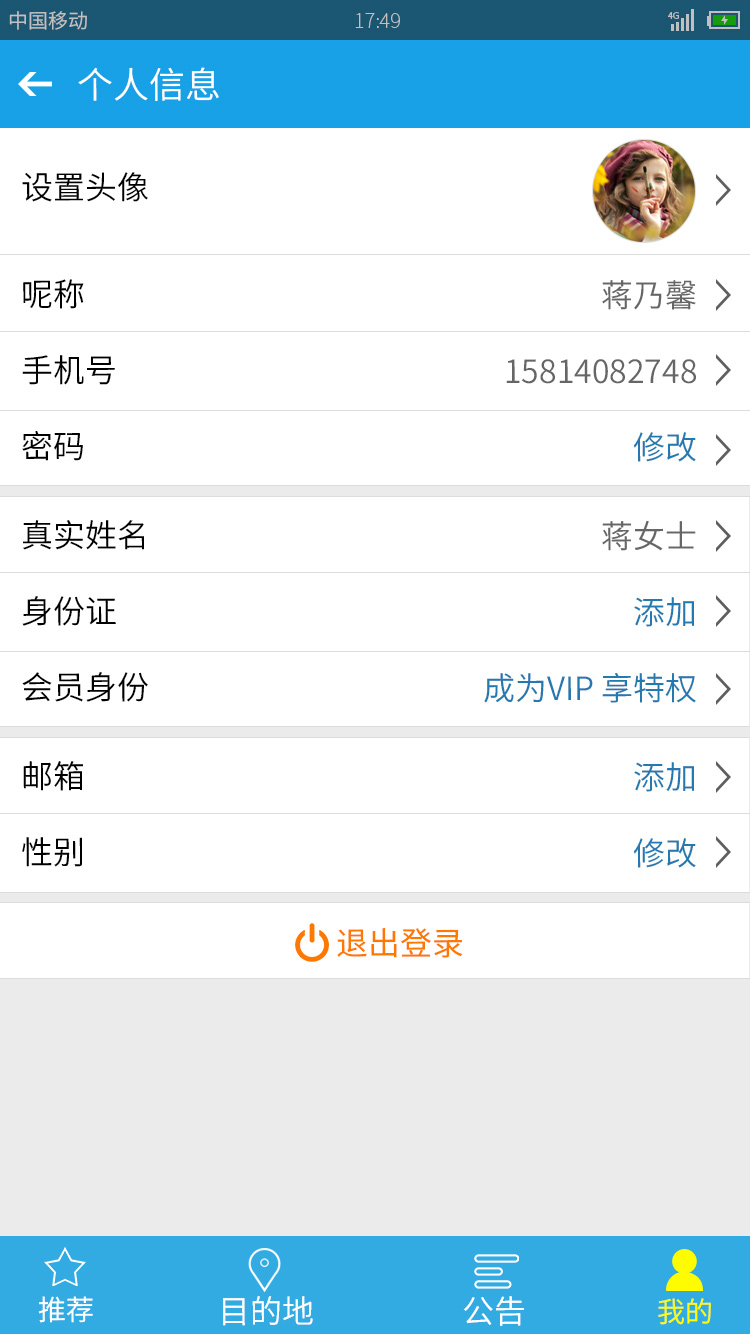 中国移动 17:49 4G
个人信息
设置头像
呢称 蒋乃馨
手机号 15814082748
密码 修改
真实姓名 蒋女士
身份证 添加
会员身份 成为VIP 享特权
邮箱 添加
性别 修改
退出登录
推荐 目的地 公告 我的